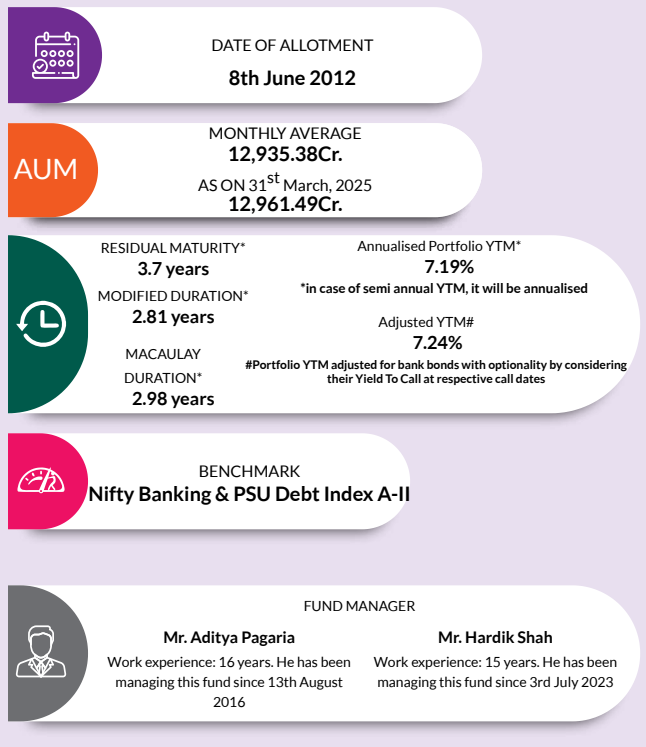 DATE OF ALLOTMENT
8th June 2012
AUM
MONTHLY AVERAGE
12,935.38Cr.
AS ON 31st March, 2025
12,961.49Cr.
RESIDUAL MATURITY*
3.7 years
MODIFIED DURATION*
2.81 years
MACAULAY
DURATION*
2.98 years
Annualised Portfolio YTM*
7.19%
*in case of semi annual YTM, it will be annualised
Adjusted YTM#
7.24%
#Portfolio YTM adjusted for bank bonds with optionality by considering
their Yield To Call at respective call dates
BENCHMARK
Nifty Banking & PSU Debt Index A-II
FUND MANAGER
Mr. Aditya Pagaria
Work experience: 16 years. He has been
managing this fund since 13th August
2016
Mr. Hardik Shah
Work experience: 15 years. He has been
managing this fund since 3rd July 2023